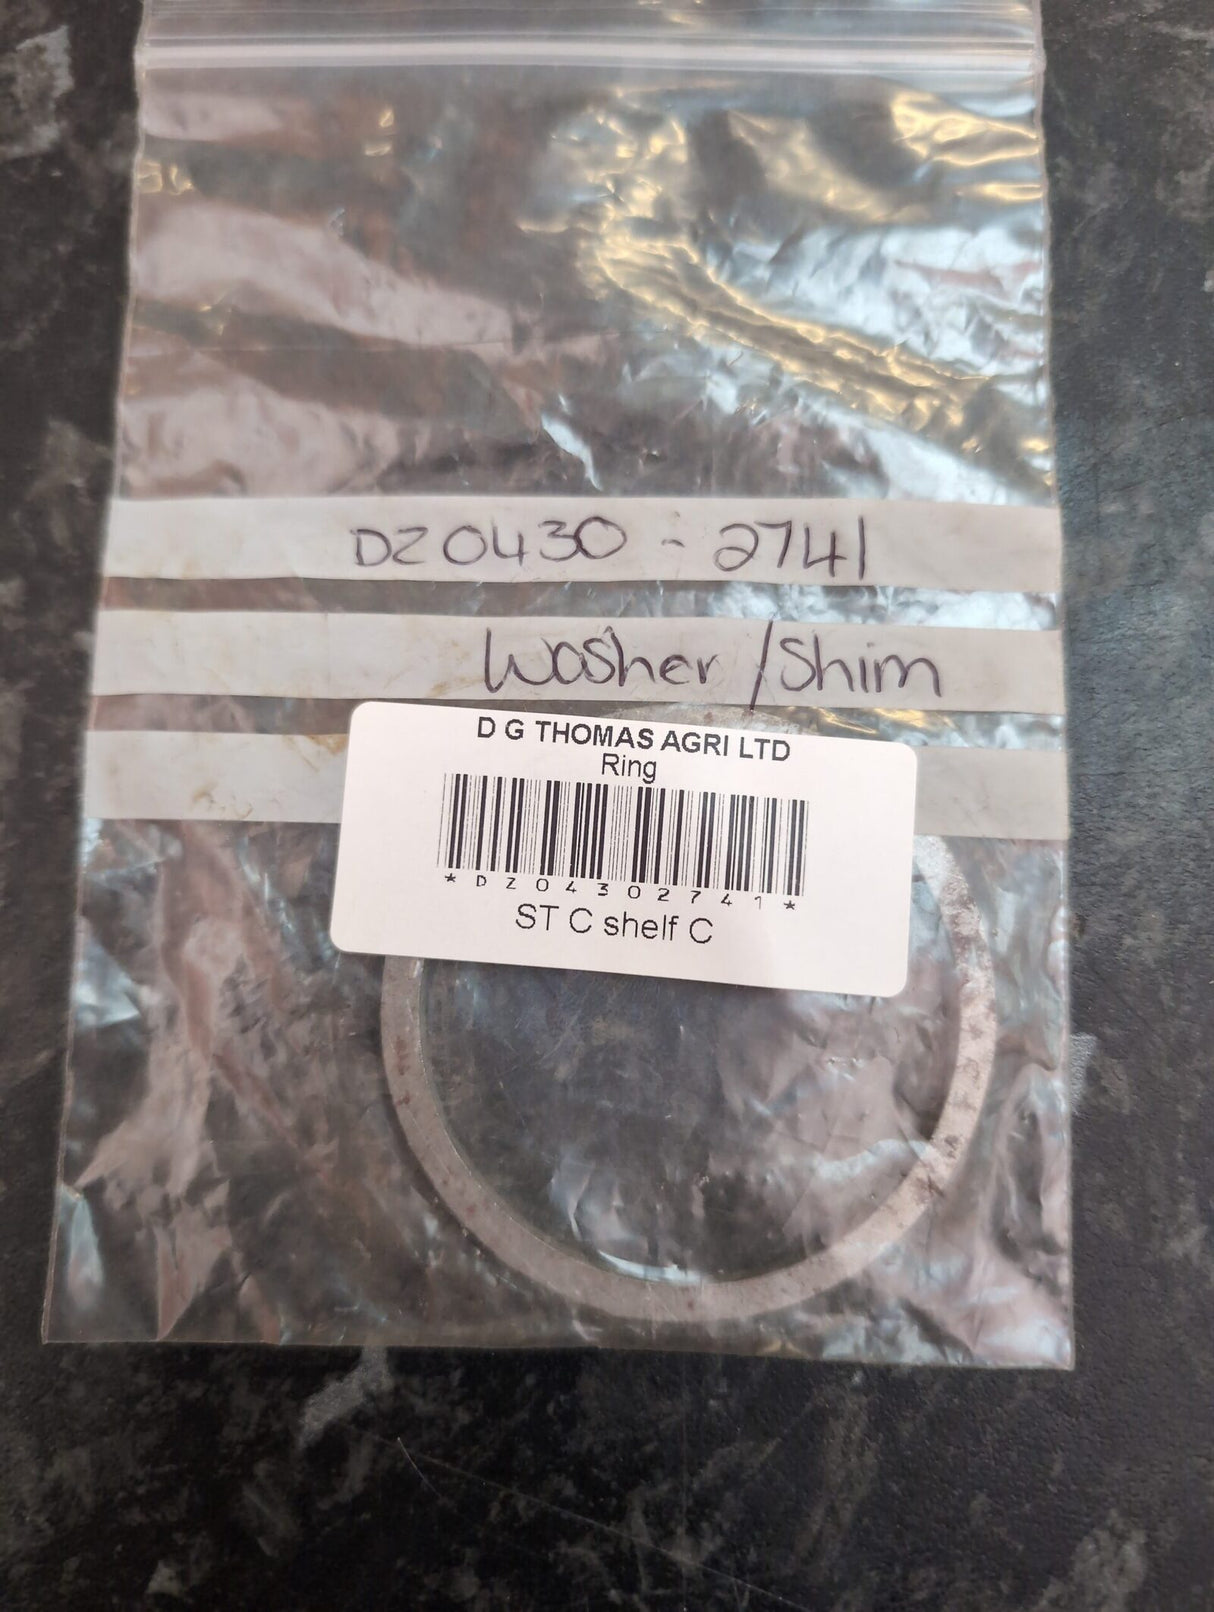 DZ0430 - 2741
Washer / Shim
D G THOMAS AGRI LTD
Ring
*DZ04302741*
ST C shelf C